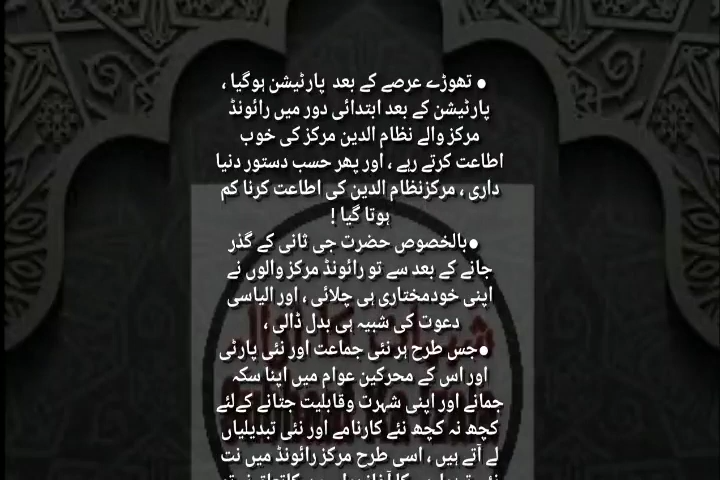 ● تھوڑے عرصے کے بعد پارٹیشن ہوگیا ،
پارٹیشن کے بعد ابتدائی دور میں رائونڈ
مرکز والے نظام الدین مرکز کی خوب
اطاعت کرتے رہے ، اور پھر حسب دستور دنیا
داری ، مرکزنظام الدین کی اطاعت کرنا کم
ہوتا گیا !
●بالخصوص حضرت جی ثانی کے گذر
جانے کے بعد سے تو رائونڈ مرکز والوں نے
اپنی خودمختاری ہی چلائی ، اور الیاسی
دعوت کی شبیہ ہی بدل ڈالی ،
●جس طرح ہر نئی جماعت اور نئی پارٹی
اور اس کے محرکین عوام میں اپنا سکہ
جمانے اور اپنی شہرت وقابلیت جتانے کےلئے
کچھ نہ کچھ نئے کارنامے اور نئی تبدیلیاں
لے آتے ہیں ، اسی طرح مرکز رائونڈ میں نت